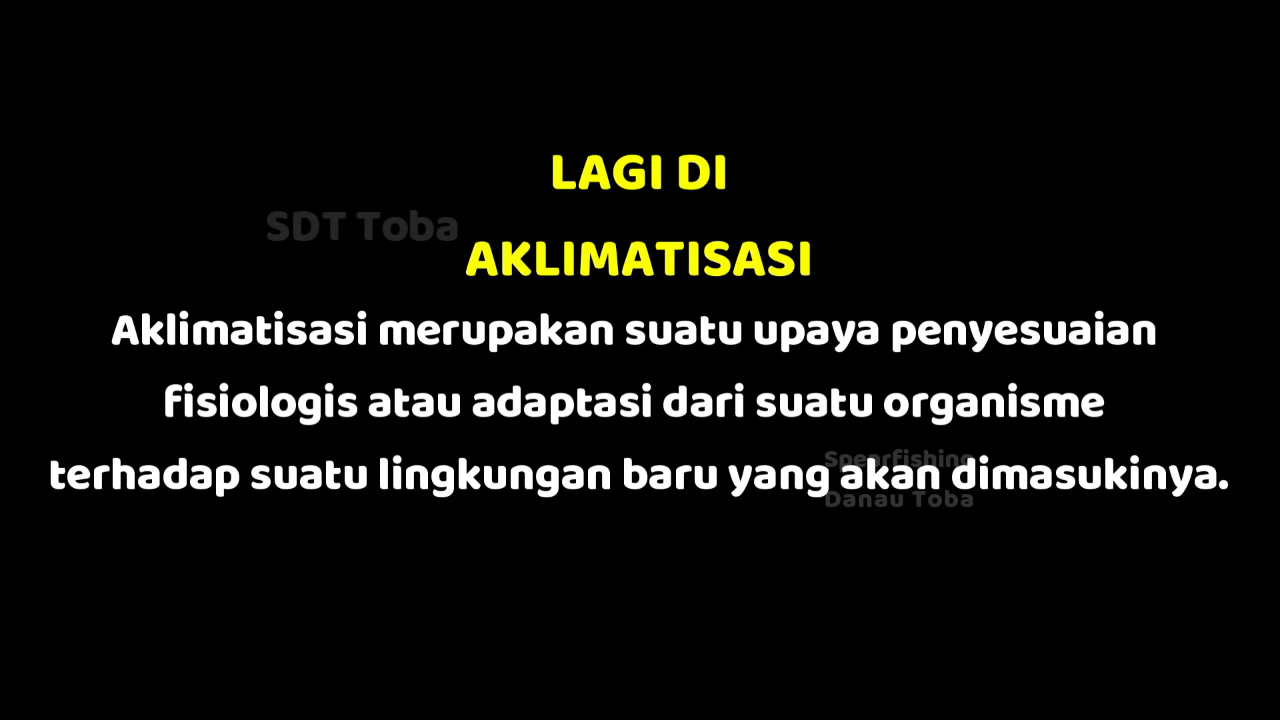 LAGI DI
SDT Toba
AKLIMATISASI
Aklimatisasi merupakan suatu upaya penyesuaian
fisiologis atau adaptasi dari suatu organisme
terhadap suatu lingkungan baru yang akan dimasukinya.
Spearfishing
Danau Toba